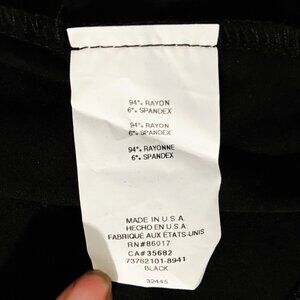 94% RAYON
6% SPANDEX
94% RAYON
6% SPANDEX
94% RAYONNE
6% SPANDEX
MADE IN U.S.A.
HECHO EN U.S.A.
FABRIQUÉ AUX ÉTATS-UNIS
RN#86017
CA#35682
73762101-8941
BLACK
32445